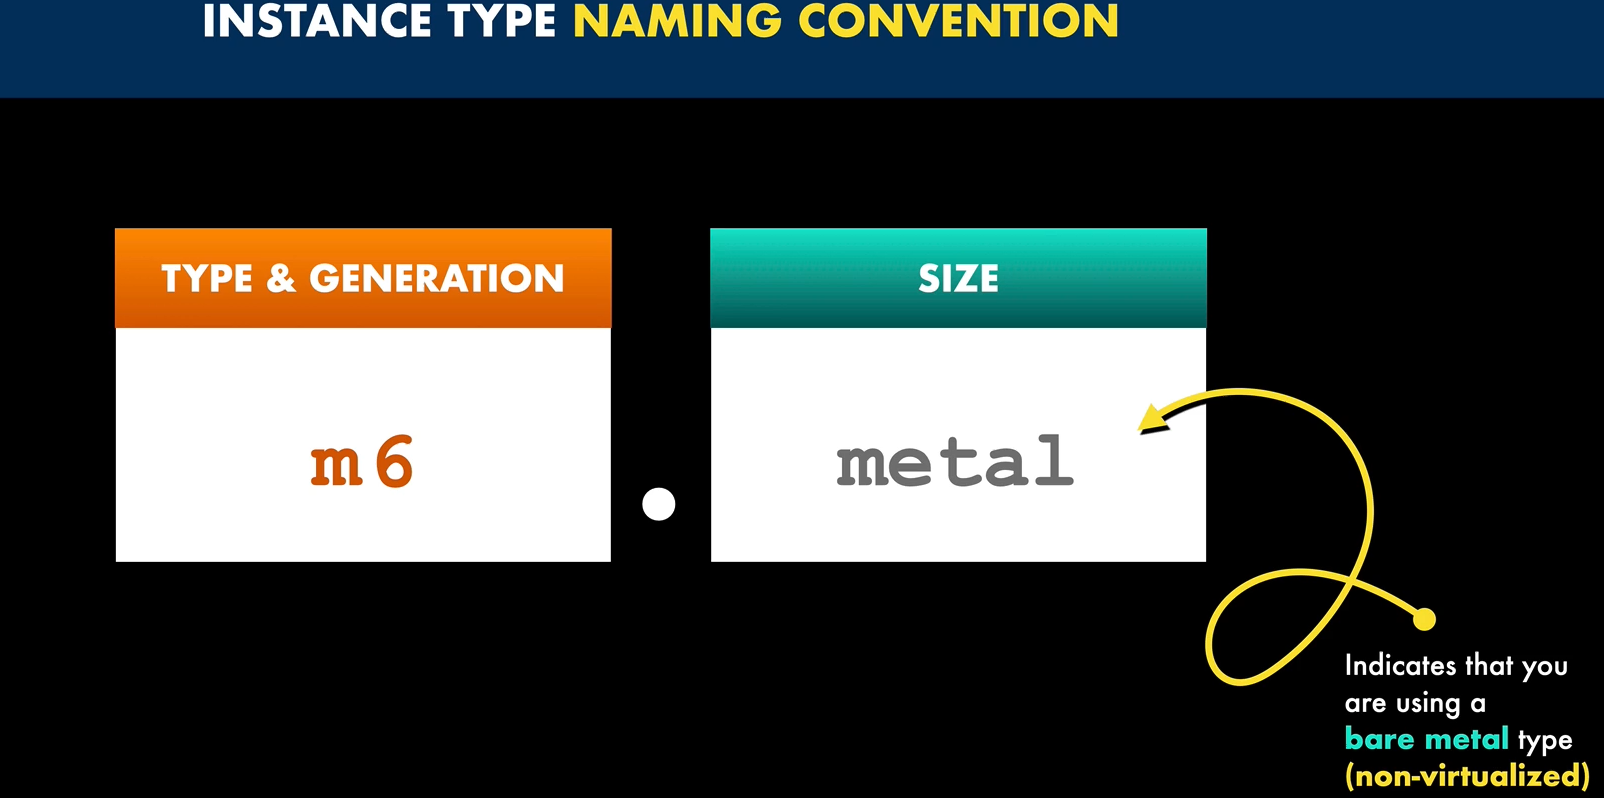 INSTANCE TYPE NAMING CONVENTION
TYPE & GENERATION
m6
.
SIZE
metal
Indicates that you
are using a
bare metal type
(non-virtualized)